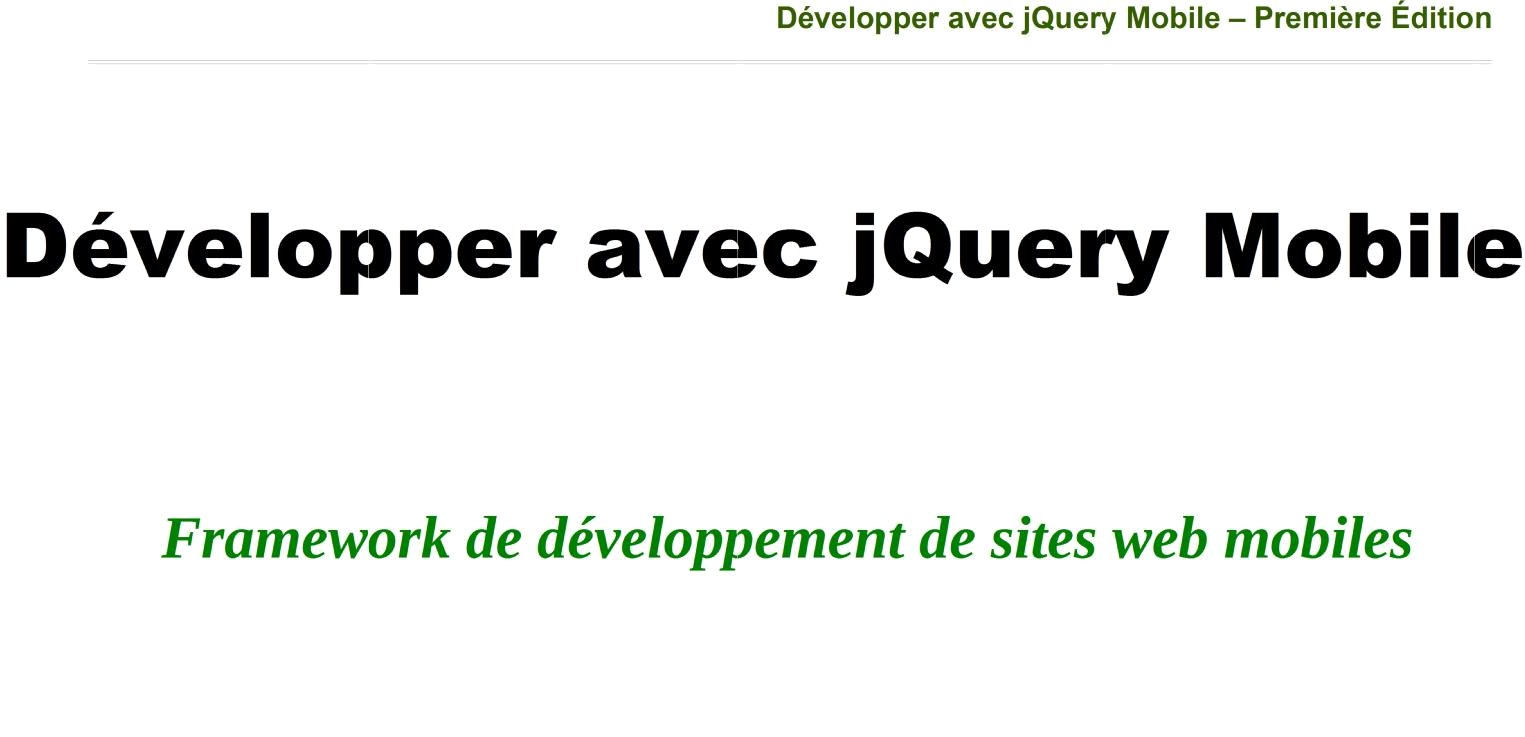 Développer avec jQuery Mobile – Première Édition
Développer avec jQuery Mobile
Framework de développement de sites web mobiles